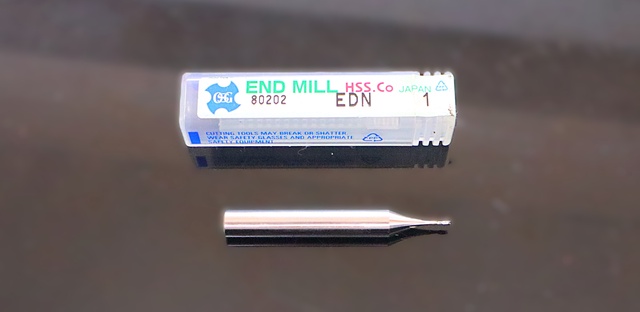 OSG END MILL HSS.Co JAPAN
80202 EDN 1
CUTTING TOOLS MAY BREAK OR SHATTER
WEAR SAFETY GLASSES AND APPROPRIATE
SAFETY EQUIPMENT